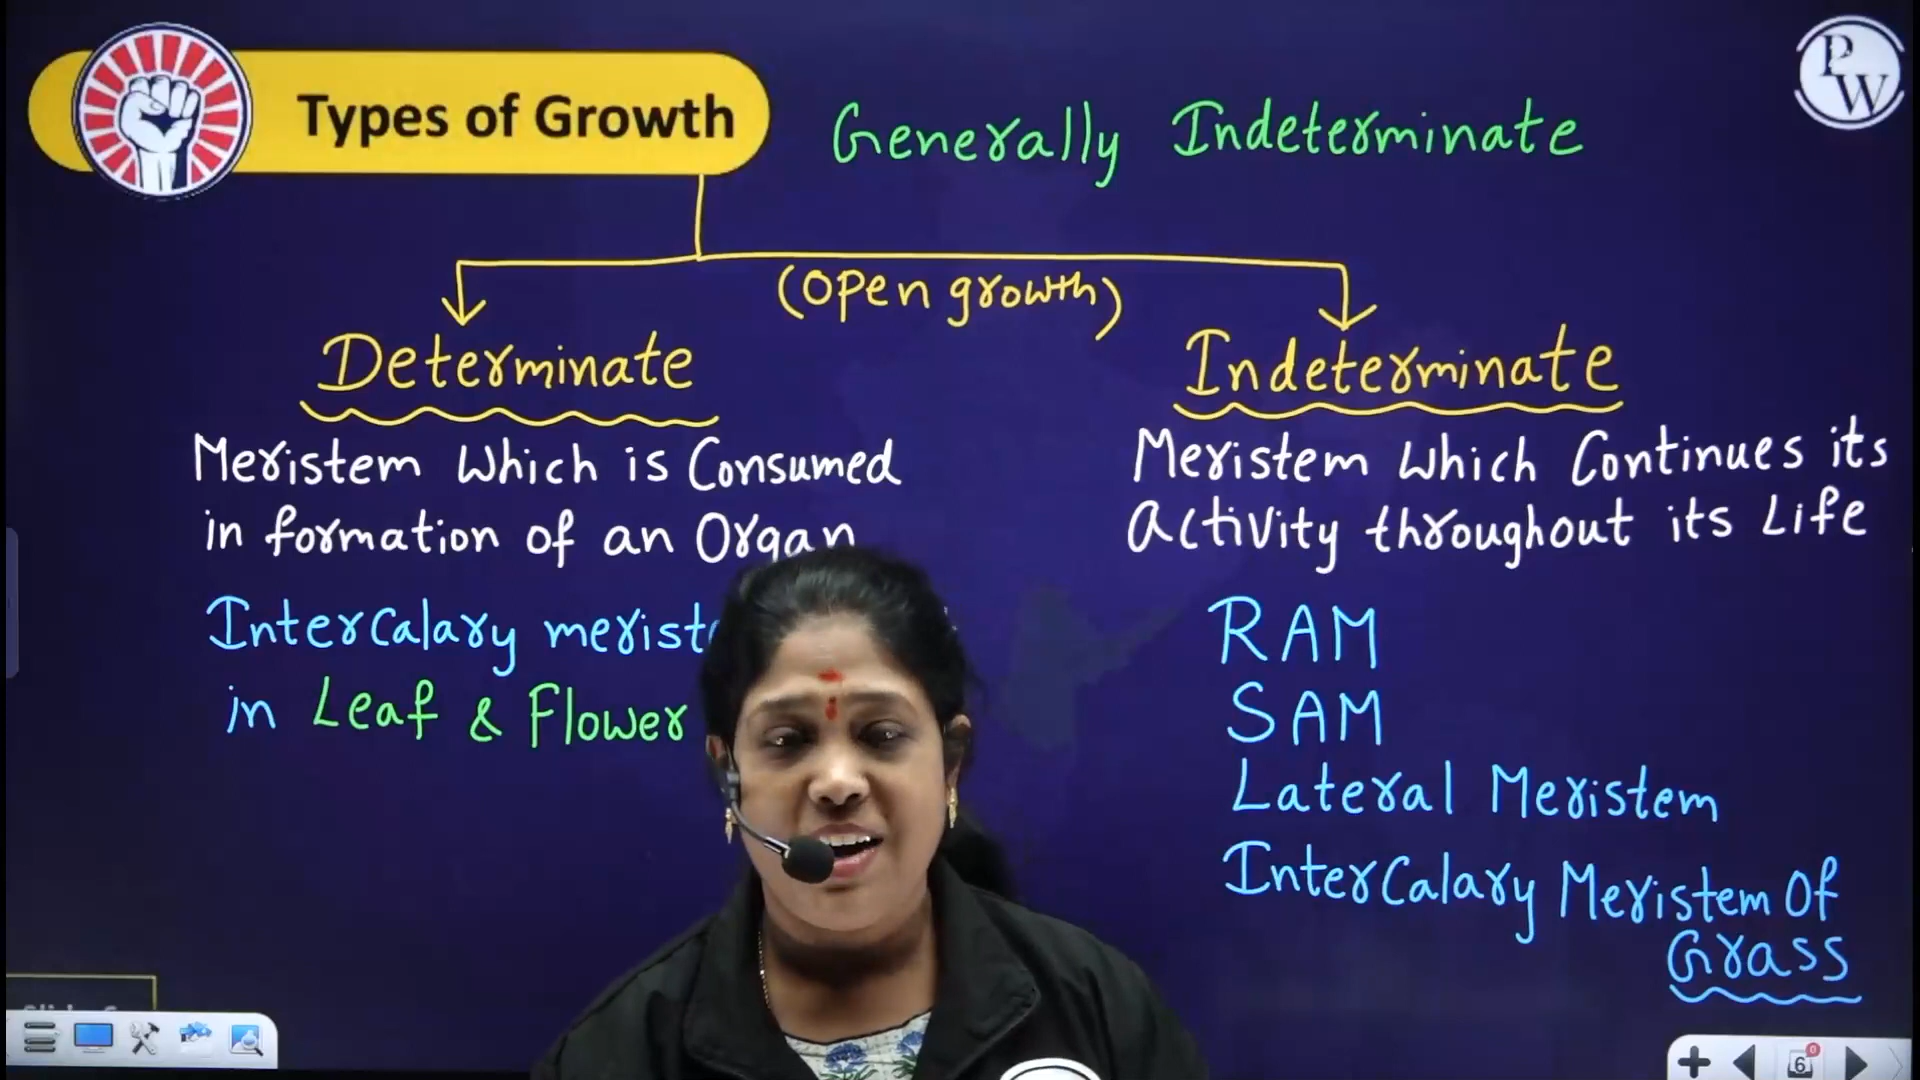 Types of Growth
Generally Indeterminate
PW
(Open growth)
Determinate
Indeterminate
Meristem which is Consumed
in formation of an Organ
Meristem which Continues its
Activity throughout its Life
Intercalary
in Leaf & Flower
RAM
SAM
Lateral Meristem
Intercalary Meristem Of
Grass
6